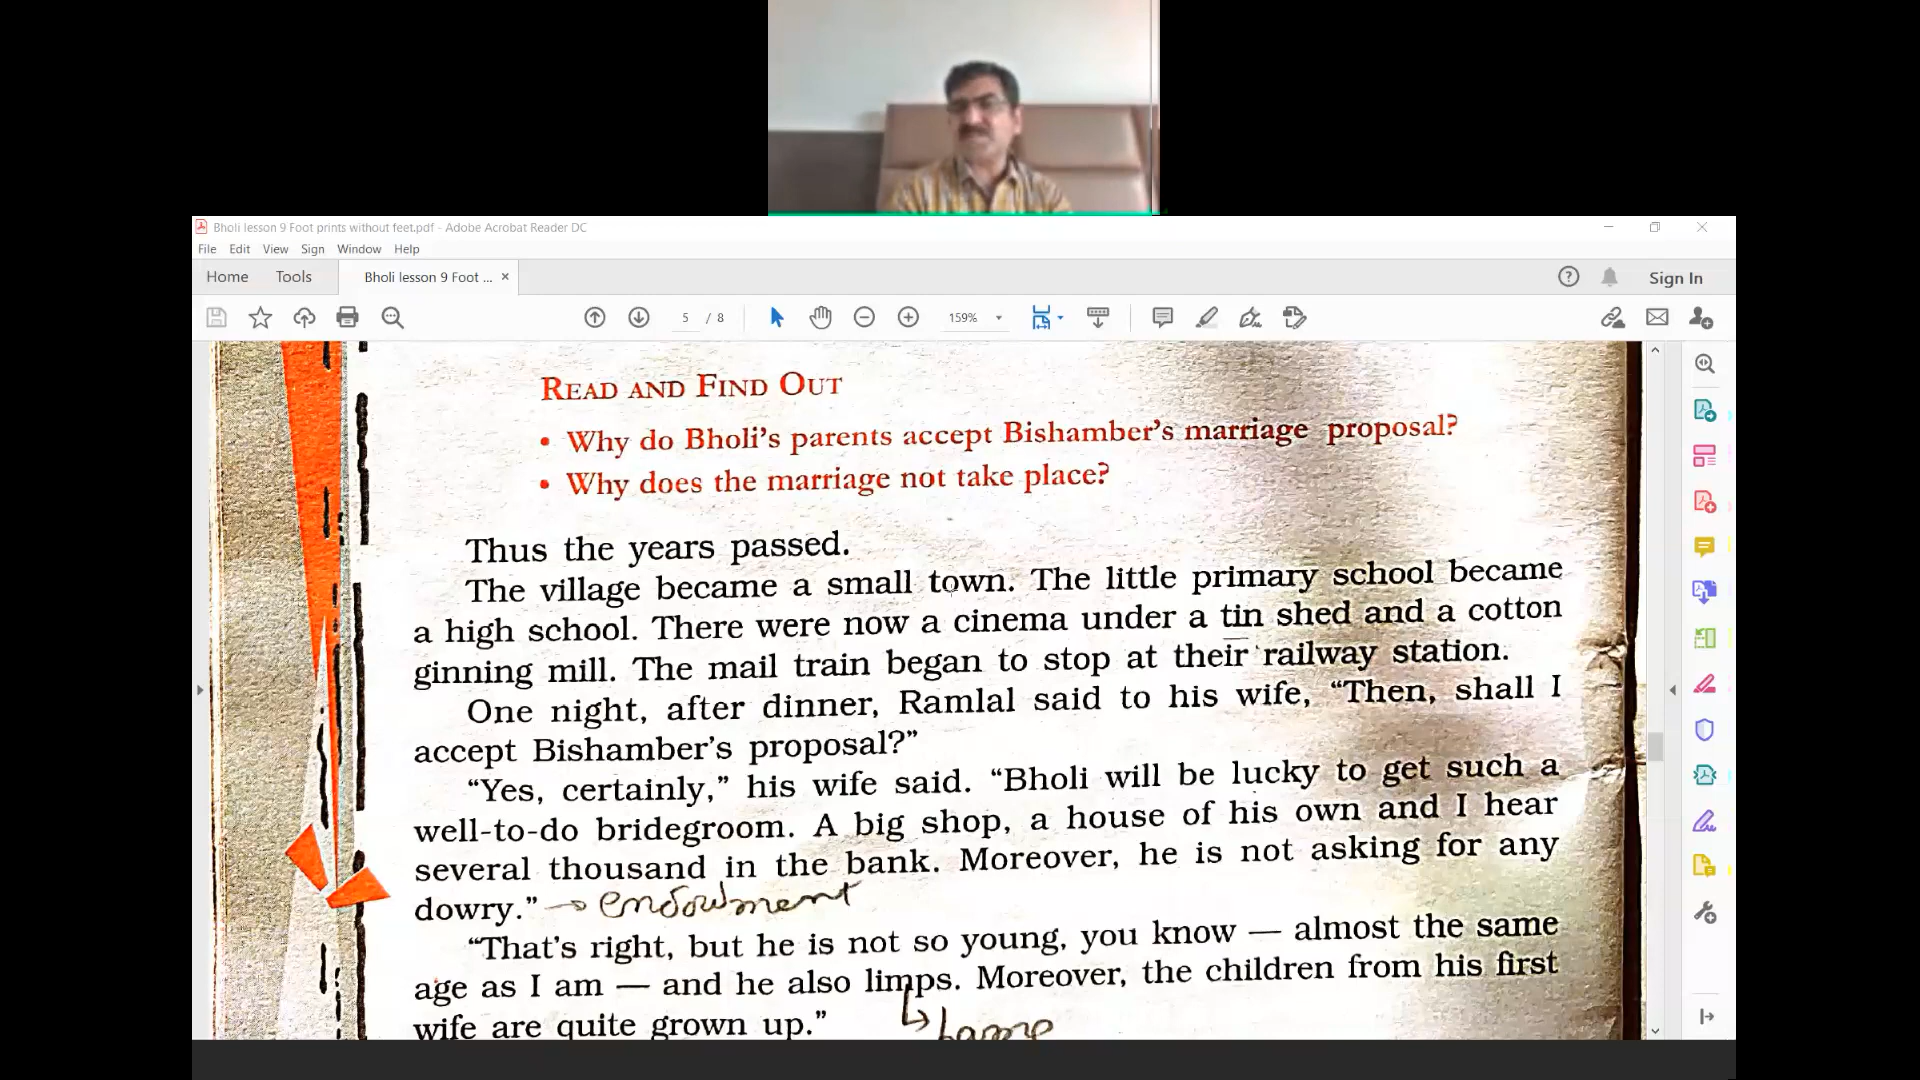 Bholi lesson 9 Foot prints without feet.pdf - Adobe Acrobat Reader DC
File Edit View Sign Window Help
Home Tools Bholi lesson 9 Foot ... × Sign In
5 / 8 159%
READ AND FIND OUT
• Why do Bholi's parents accept Bishamber's marriage proposal?
• Why does the marriage not take place?
Thus the years passed.
The village became a small town. The little primary school became
a high school. There were now a cinema under a tin shed and a cotton
ginning mill. The mail train began to stop at their railway station.
One night, after dinner, Ramlal said to his wife, “Then, shall I
accept Bishamber's proposal?”
“Yes, certainly,” his wife said. “Bholi will be lucky to get such a
well-to-do bridegroom. A big shop, a house of his own and I hear
several thousand in the bank. Moreover, he is not asking for any
dowry.” → endowment
“That's right, but he is not so young, you know — almost the same
age as I am — and he also limps. Moreover, the children from his first
wife are quite grown up.”